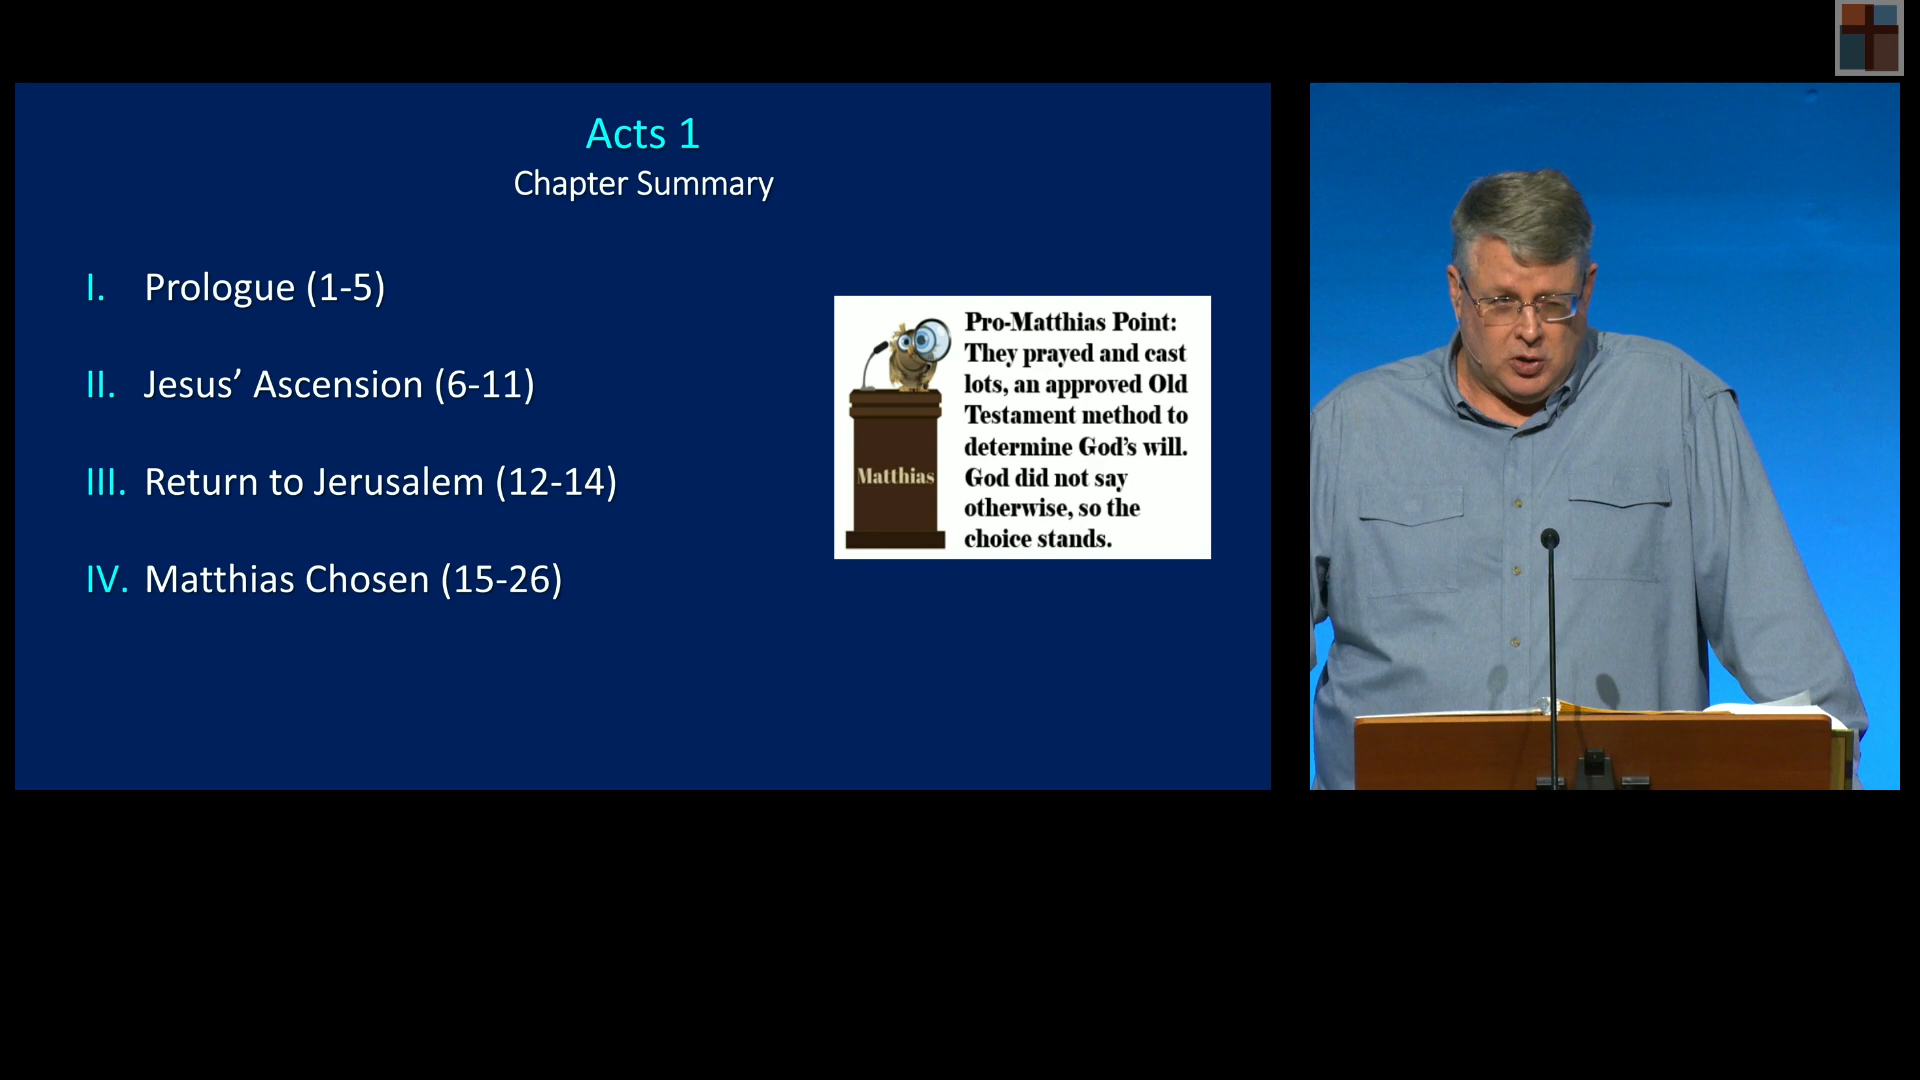 Acts 1
Chapter Summary
I. Prologue (1-5)
II. Jesus’ Ascension (6-11)
III. Return to Jerusalem (12-14)
IV. Matthias Chosen (15-26)
Matthias
Pro-Matthias Point:
They prayed and cast
lots, an approved Old
Testament method to
determine God’s will.
God did not say
otherwise, so the
choice stands.